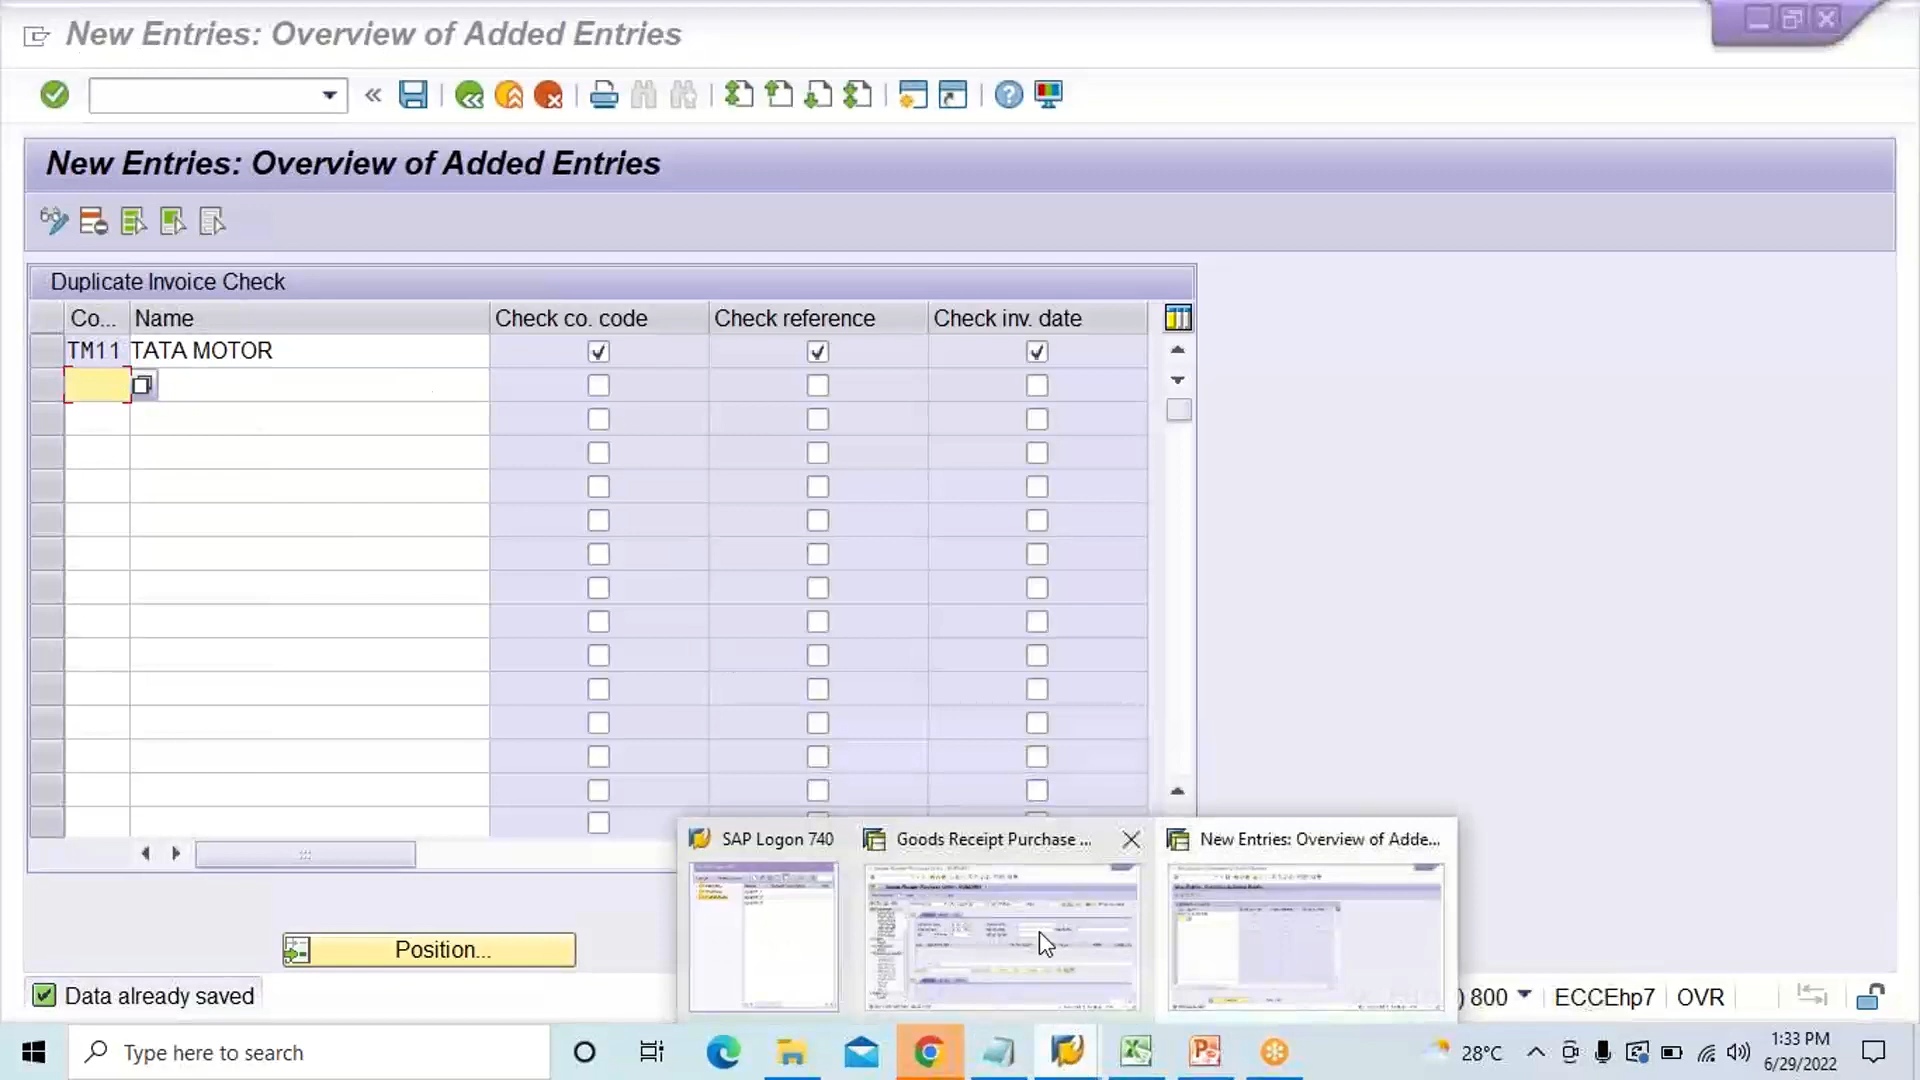 New Entries: Overview of Added Entries
New Entries: Overview of Added Entries
Duplicate Invoice Check
Co... Name Check co. code Check reference Check inv. date
TM11 TATA MOTOR
SAP Logon 740 Goods Receipt Purchase ... New Entries: Overview of Adde...
Position...
Data already saved
) 800 ECCEhp7 OVR
Type here to search
28°C
1:33 PM
6/29/2022